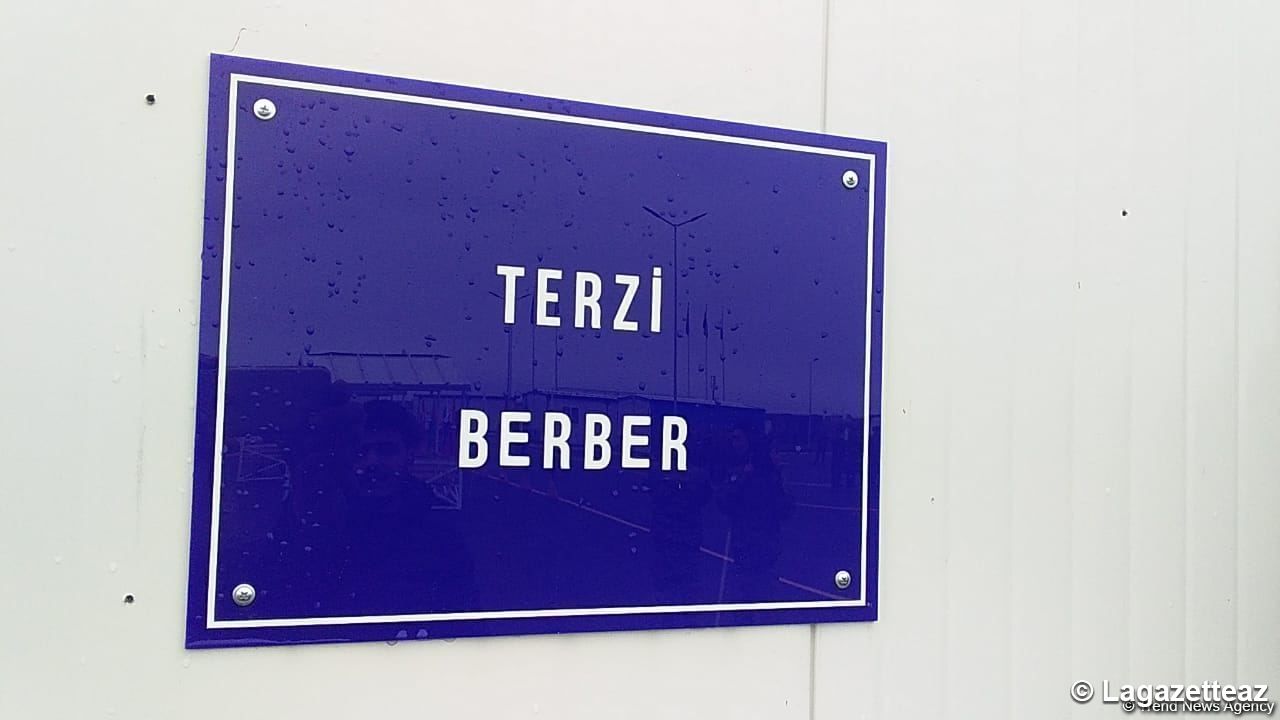 TERZİ
BERBER
© Lagazetteaz
© Trend News Agency